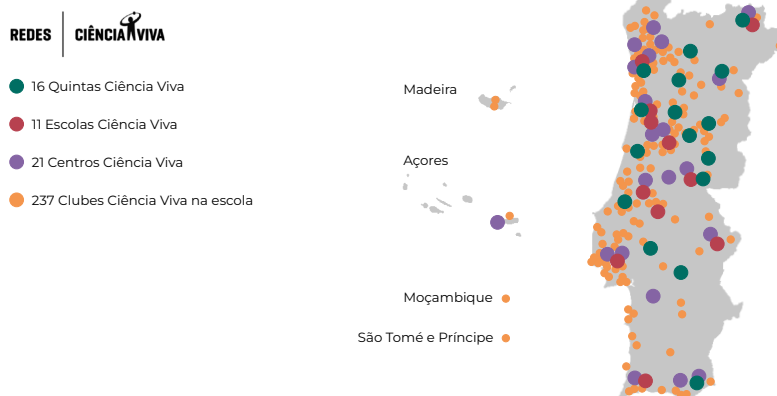 REDES
CIÊNCIA VIVA
16 Quintas Ciência Viva
11 Escolas Ciência Viva
21 Centros Ciência Viva
237 Clubes Ciência Viva na escola
Madeira
Açores
Moçambique
São Tomé e Príncipe